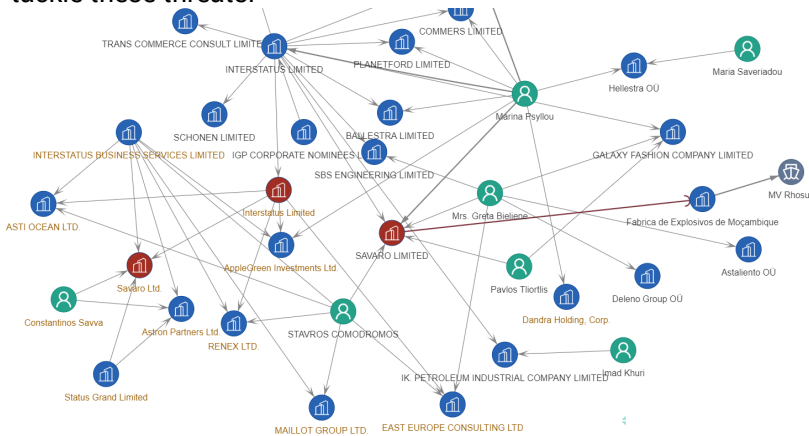 tackle these threats?
COMMERS LIMITED
TRANS COMMERCE CONSULT LIMITED
PLANETFORD LIMITED
INTERSTATUS LIMITED
Maria Saveriadou
Hellestra OÜ
Marina Psyllou
SCHONEN LIMITED
BALLESTRA LIMITED
INTERSTATUS BUSINESS SERVICES LIMITED
IGP CORPORATE NOMINEES L
GALAXY FASHION COMPANY LIMITED
SBS ENGINEERING LIMITED
MV Rhosu
Interstatus Limited
Mrs. Greta Bieliene
Fabrica de Explosivos de Moçambique
ASTI OCEAN LTD.
SAVARO LIMITED
AppleGreen Investments Ltd.
Astaliento OÜ
Savaro Ltd.
Pavlos Tliortlis
Deleno Group OÜ
Constantinos Savva
Astron Partners Ltd.
STAVROS COMODROMOS
Dandra Holding, Corp.
RENEX LTD.
IK PETROLEUM INDUSTRIAL COMPANY LIMITED
Imad Khuri
Status Grand Limited
MAILLOT GROUP LTD.
EAST EUROPE CONSULTING LTD